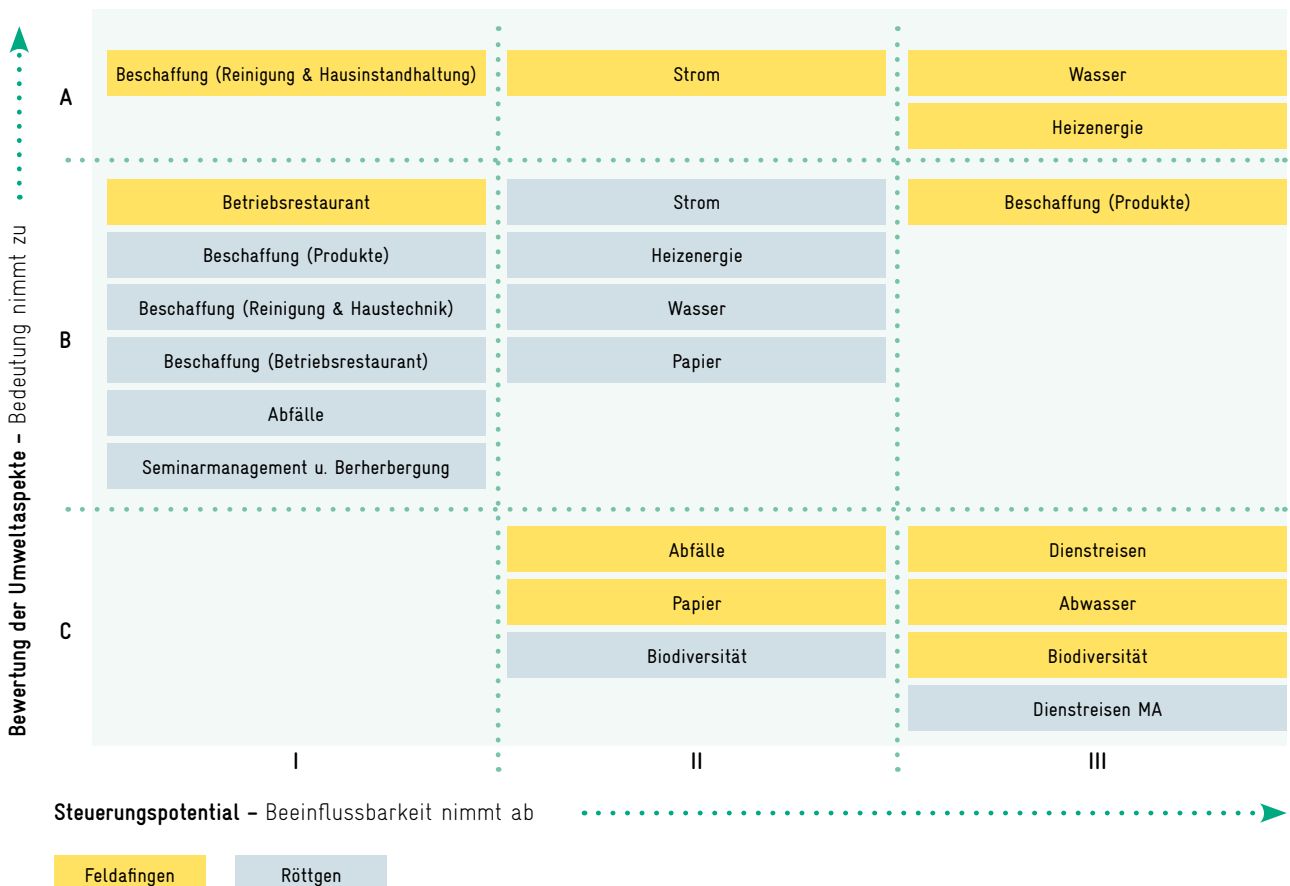 Bewertung der Umweltaspekte – Bedeutung nimmt zu
A
Beschaffung (Reinigung & Hausinstandhaltung)
Strom
Wasser
Heizenergie
B
Betriebsrestaurant
Beschaffung (Produkte)
Beschaffung (Reinigung & Haustechnik)
Beschaffung (Betriebsrestaurant)
Abfälle
Seminarmanagement u. Berherbergung
Strom
Heizenergie
Wasser
Papier
Beschaffung (Produkte)
C
Abfälle
Papier
Biodiversität
Dienstreisen
Abwasser
Biodiversität
Dienstreisen MA
I
II
III
Steuerungspotential – Beeinflussbarkeit nimmt ab
Feldafingen
Röttgen